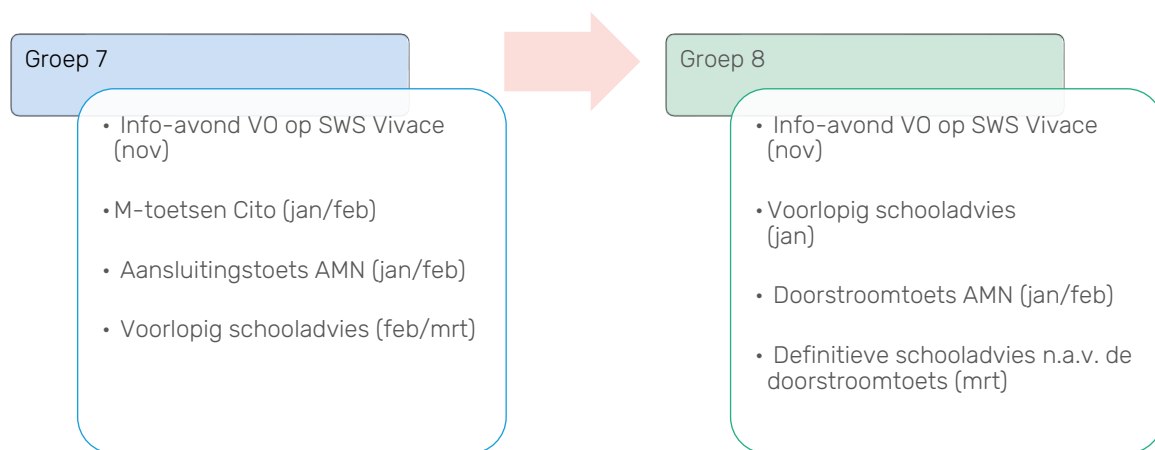 Groep 7
• Info-avond VO op SWS Vivace
(nov)
• M-toetsen Cito (jan/feb)
• Aansluitingstoets AMN (jan/feb)
• Voorlopig schooladvies (feb/mrt)
Groep 8
• Info-avond VO op SWS Vivace
(nov)
• Voorlopig schooladvies
(jan)
• Doorstroomtoets AMN (jan/feb)
• Definitieve schooladvies n.a.v. de
doorstroomtoets (mrt)